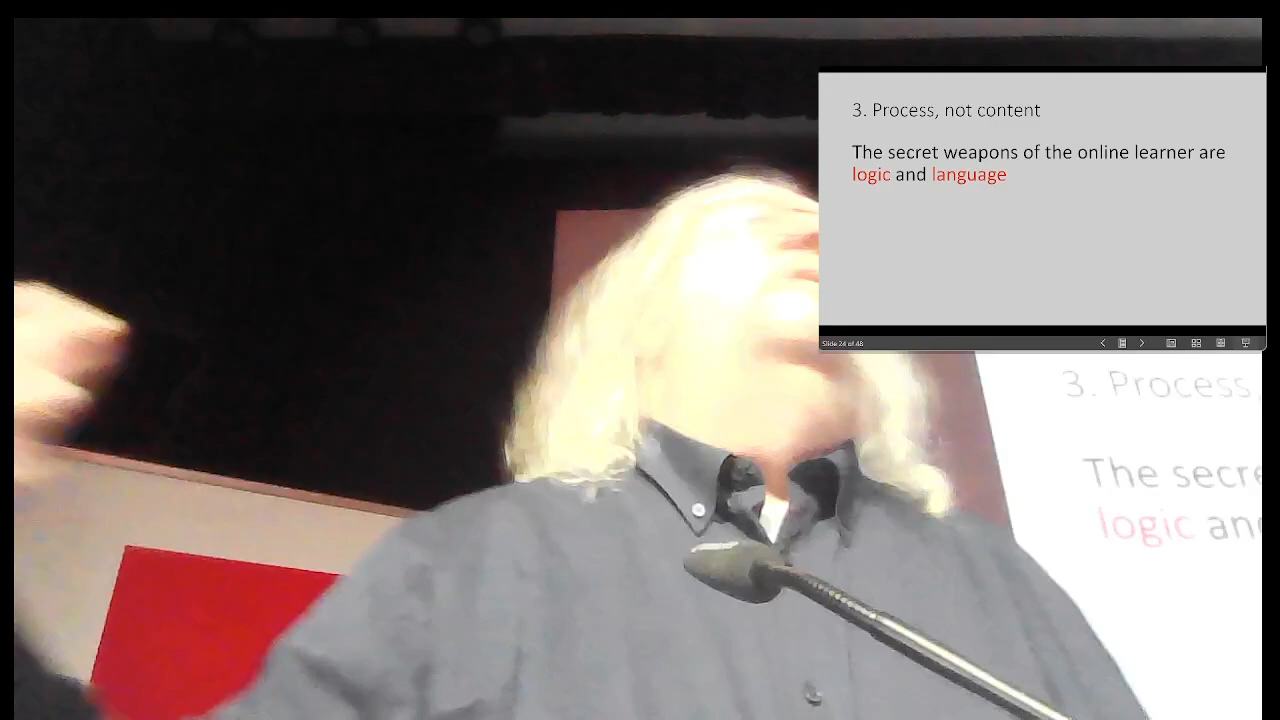 3. Process, not content
The secret weapons of the online learner are
logic and language
Slide 24 of 48
3. Process,
The secre
logic an